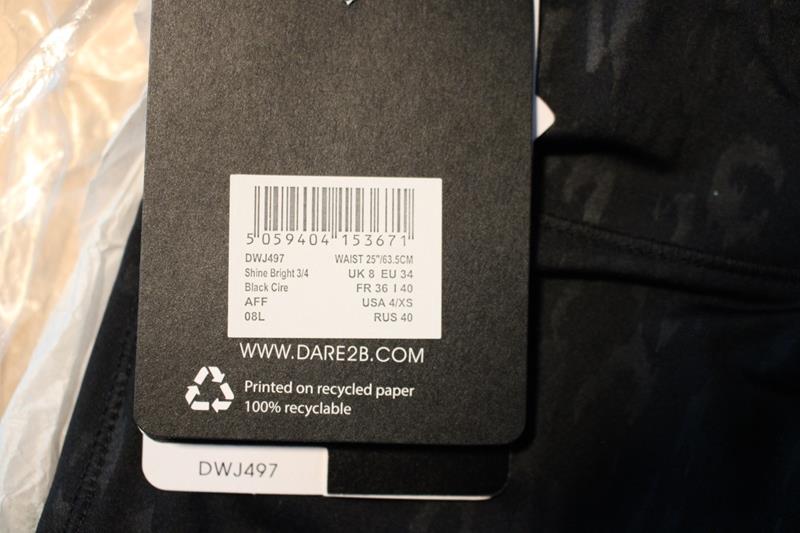 5 059404 153671
DWJ497 WAIST 25"/63.5CM
Shine Bright 3/4 UK 8 EU 34
Black Cire FR 36 I 40
AFF USA 4/XS
08L RUS 40
WWW.DARE2B.COM
Printed on recycled paper
100% recyclable
DWJ497